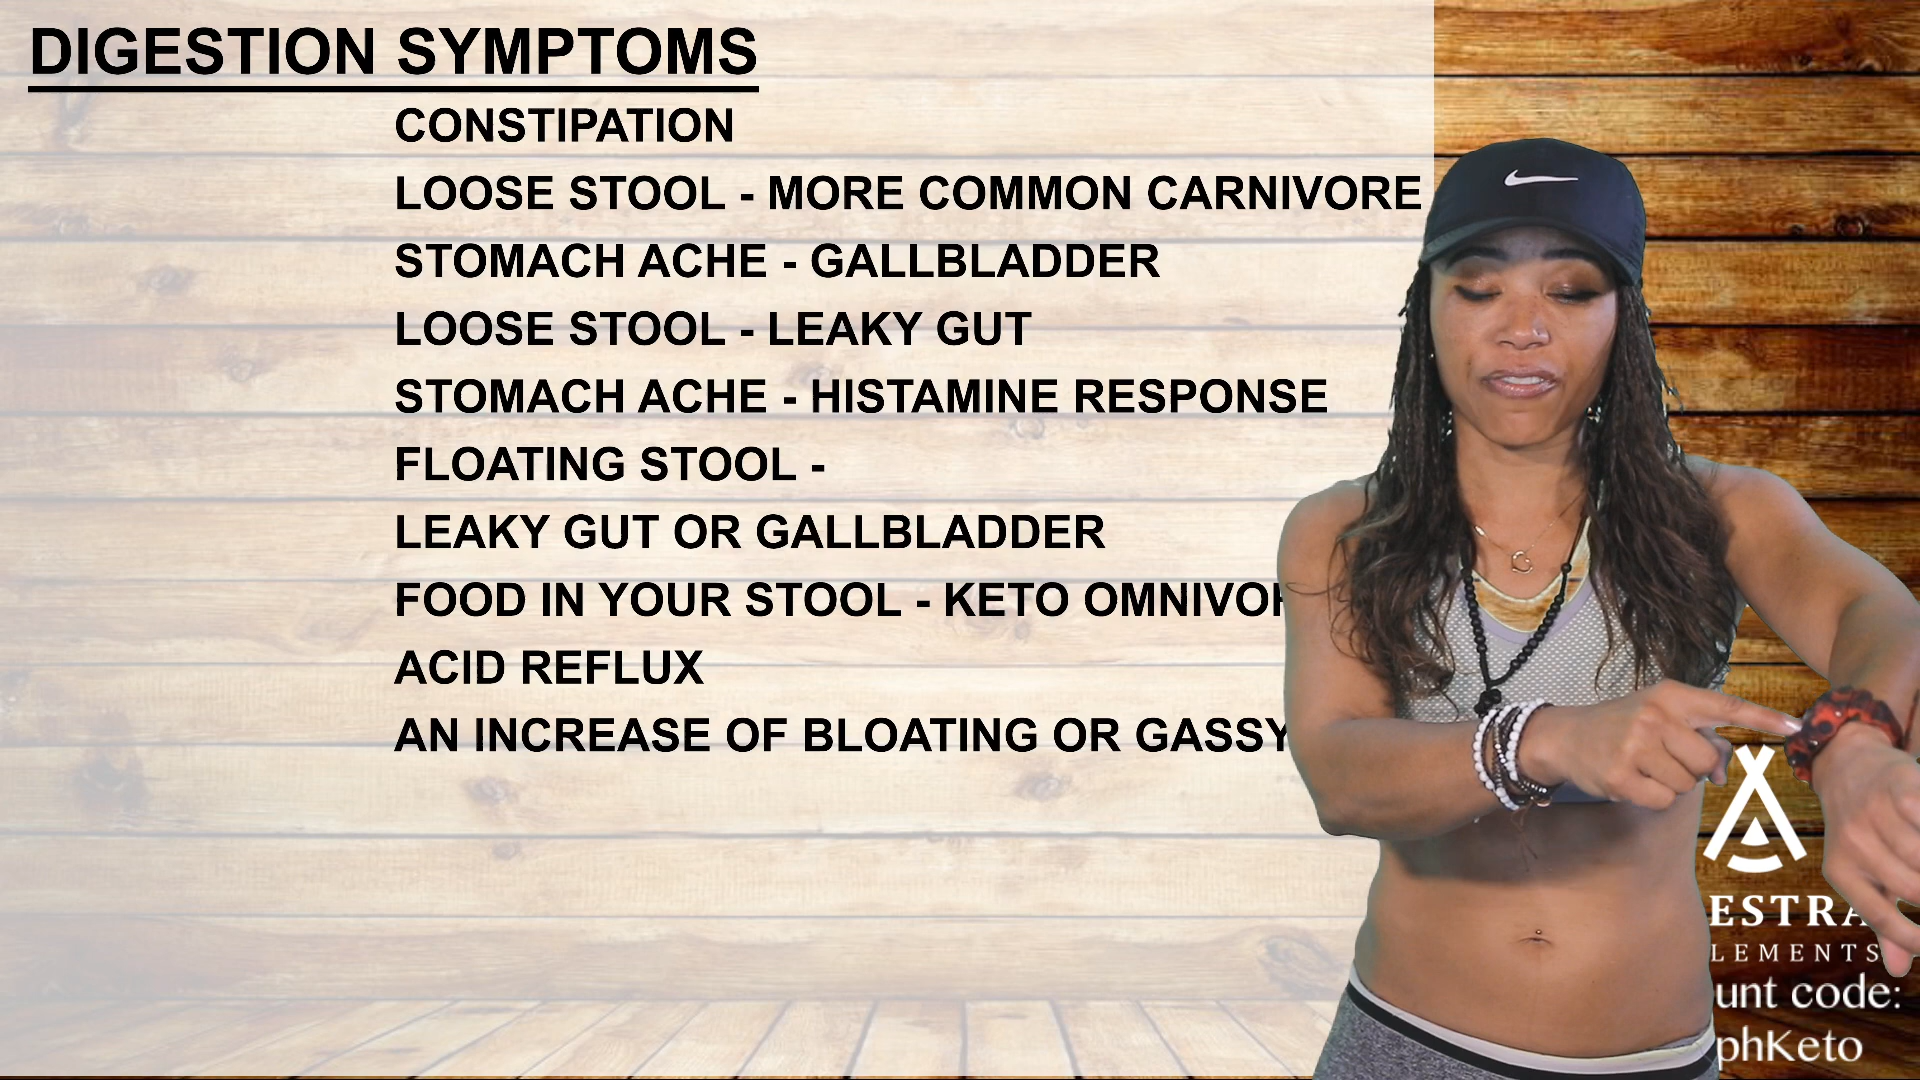 DIGESTION SYMPTOMS
CONSTIPATION
LOOSE STOOL - MORE COMMON CARNIVORE
STOMACH ACHE - GALLBLADDER
LOOSE STOOL - LEAKY GUT
STOMACH ACHE - HISTAMINE RESPONSE
FLOATING STOOL -
LEAKY GUT OR GALLBLADDER
FOOD IN YOUR STOOL - KETO
ACID REFLUX
AN INCREASE OF BLOATING OR GASSY
ESTRA
LEMENTS
unt code:
phKeto